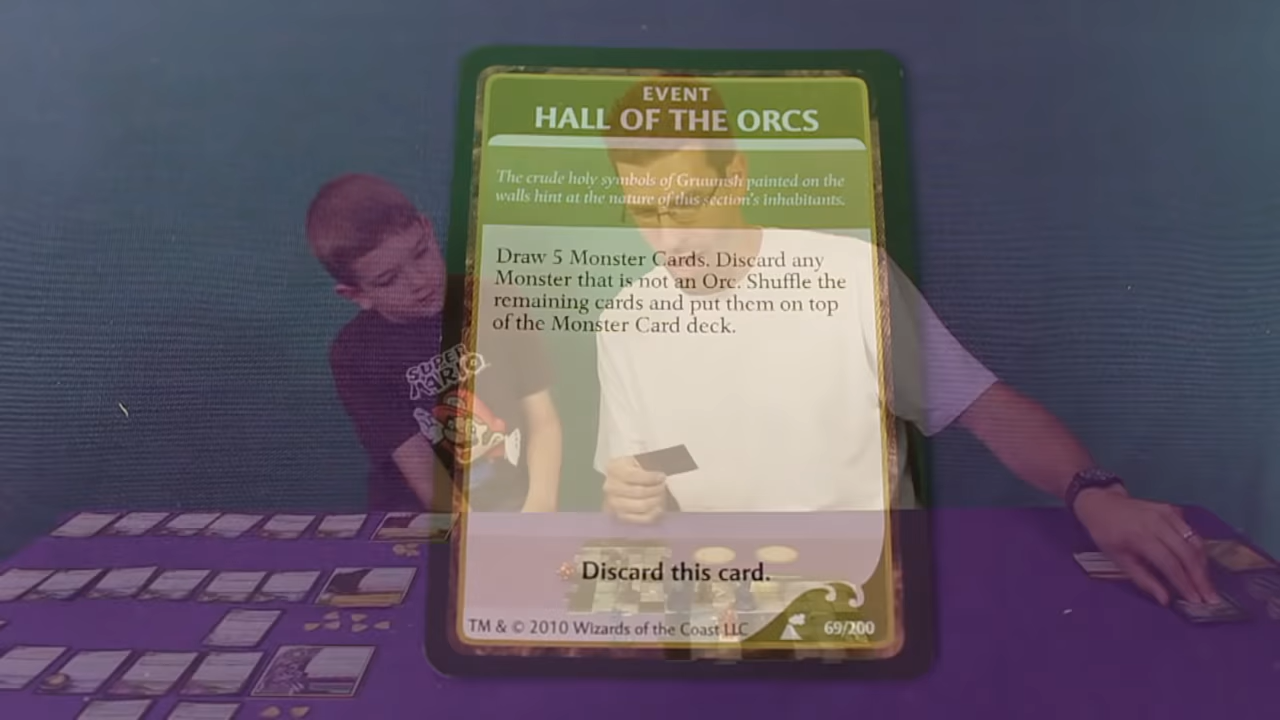 EVENT
HALL OF THE ORCS
The crude holy symbols of Gruumsh painted on the
walls hint at the nature of this section's inhabitants.
Draw 5 Monster Cards. Discard any
Monster that is not an Orc. Shuffle the
remaining cards and put them on top
of the Monster Card deck.
SUPER
MARIO
Discard this card.
TM & © 2010 Wizards of the Coast LLC
69/200